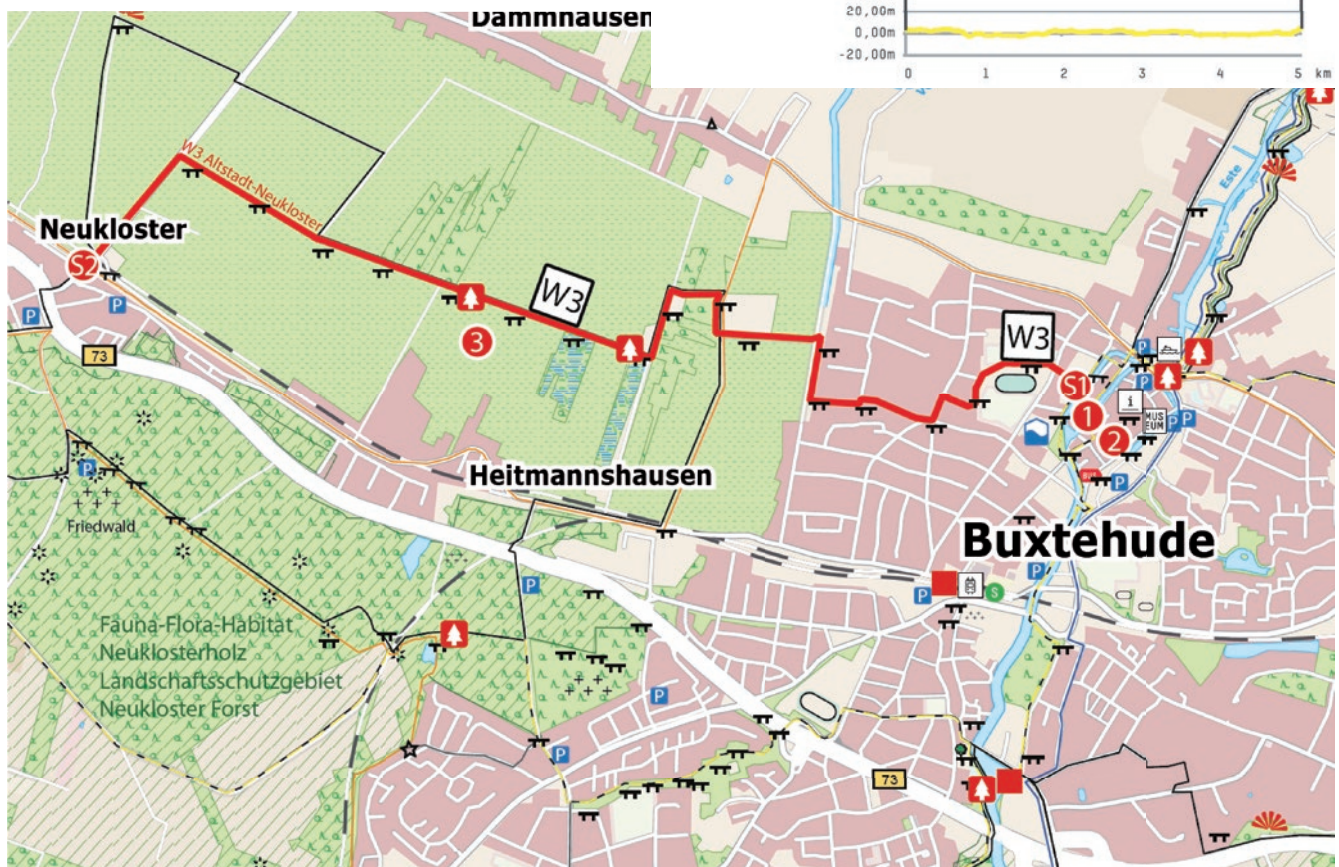 Dammhausen
20,00m
0,00m
-20,00m
0 1 2 3 4 5 km
W3 Altstadt-Neukloster
Este
Neukloster
S2
P
P
W3
3
73
W3
S1
P
P
i
1
MUS
EUM
P
P
2
BUS
P
Heitmannshausen
P
Friedwald
Buxtehude
P
P
P
S
Fauna-Flora-Habitat
Neuklosterholz
Landschaftsschutzgebiet
Neukloster Forst
P
P
73